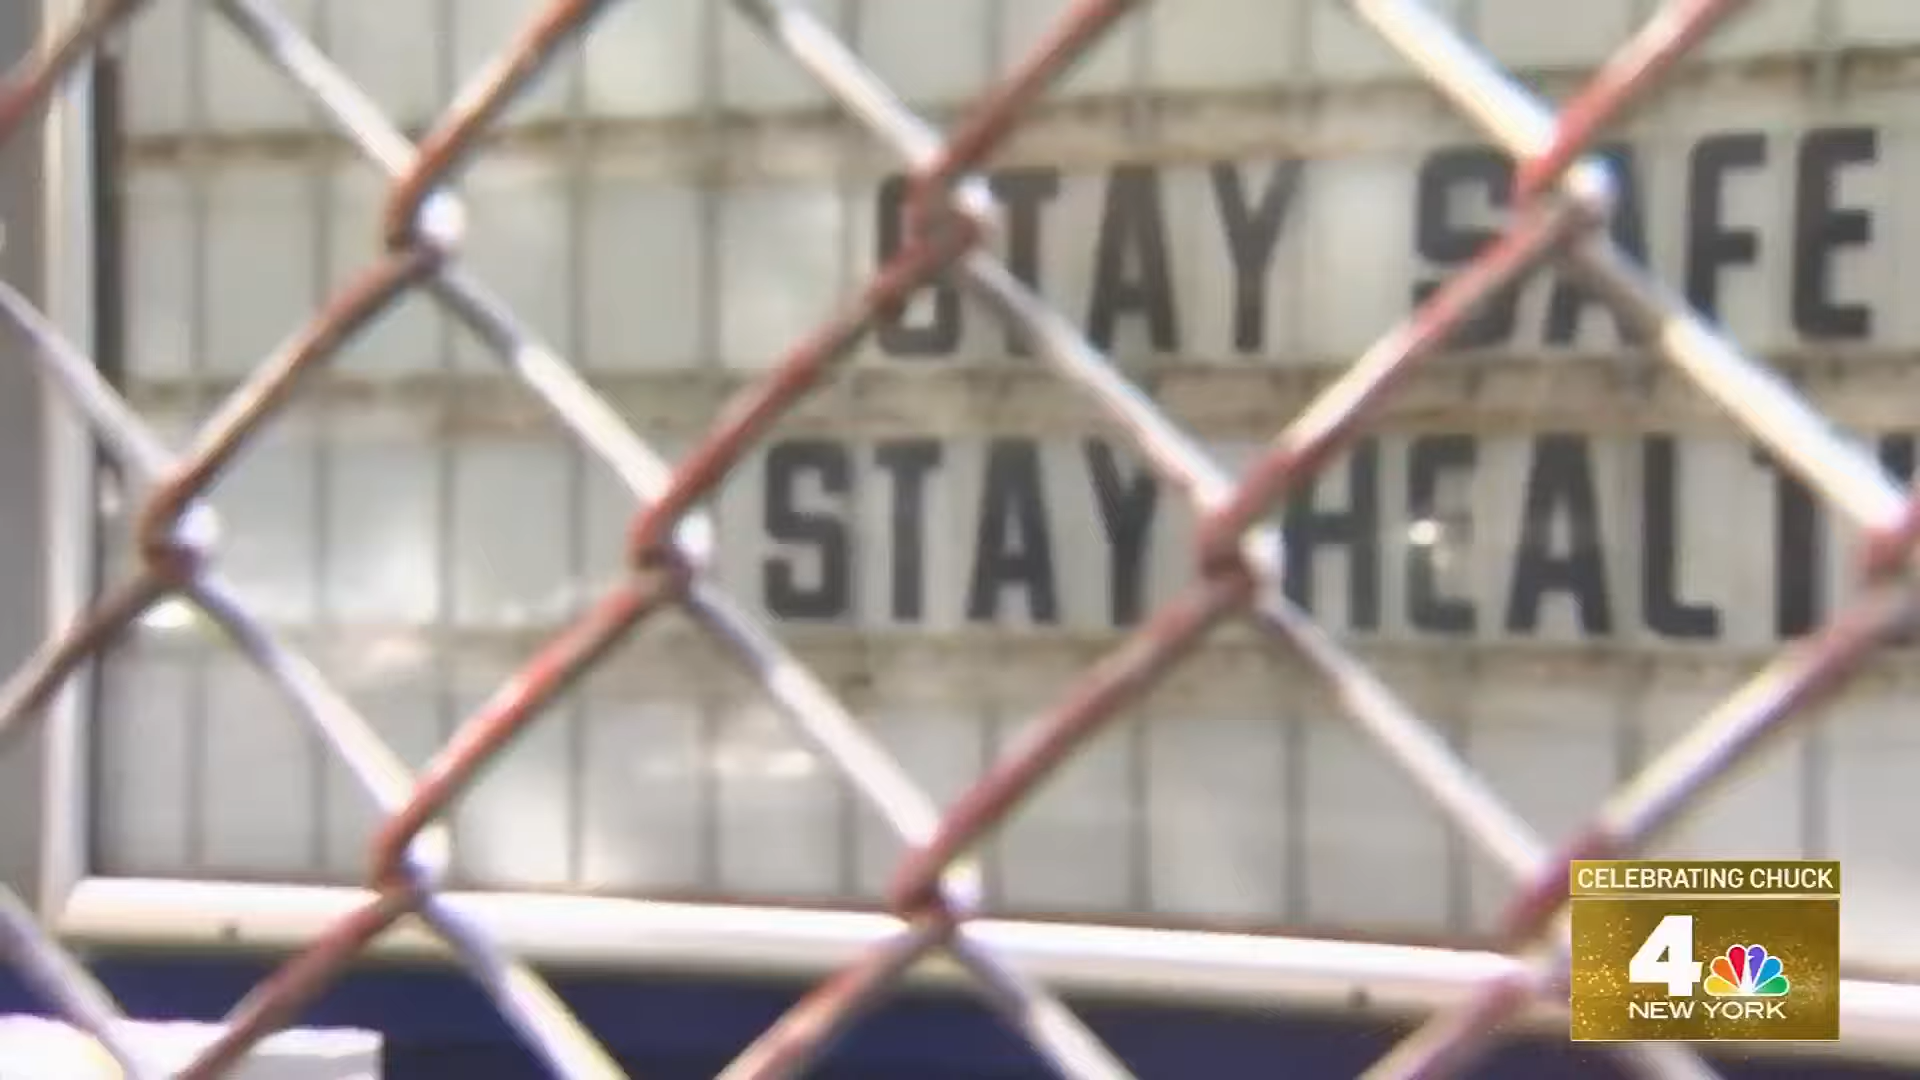 STAY SAFE
STAY HEALT
CELEBRATING CHUCK
4
NEW YORK